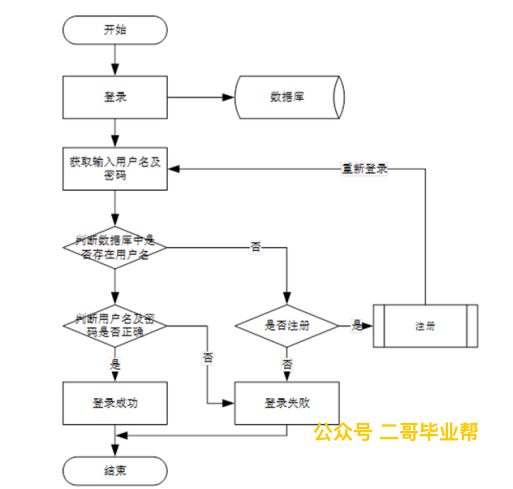 开始
登录
数据库
获取输入用户名及
密码
重新登录
判断数据库中是
否存在用户名
否
判断用户名及密
码是否正确
是否注册
是
注册
是
否
否
登录成功
登录失败
公众号 二哥毕业帮
结束